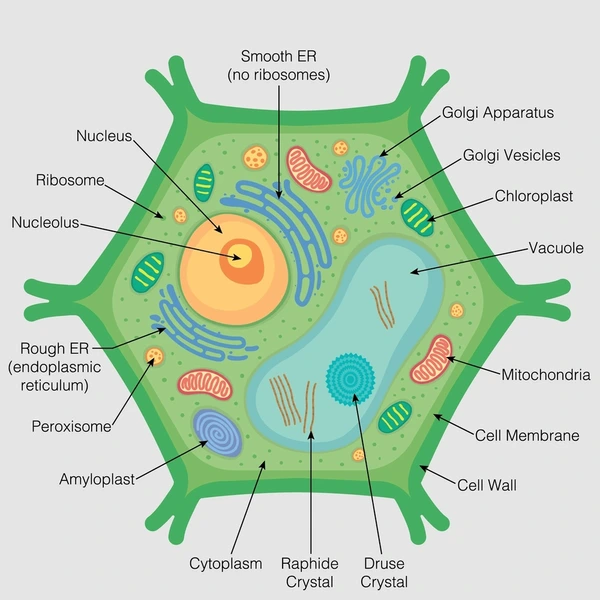 Smooth ER
(no ribosomes)
Golgi Apparatus
Nucleus
Golgi Vesicles
Ribosome
Chloroplast
Nucleolus
Vacuole
Rough ER
(endoplasmic
reticulum)
Mitochondria
Peroxisome
Cell Membrane
Amyloplast
Cell Wall
Cytoplasm
Raphide
Crystal
Druse
Crystal